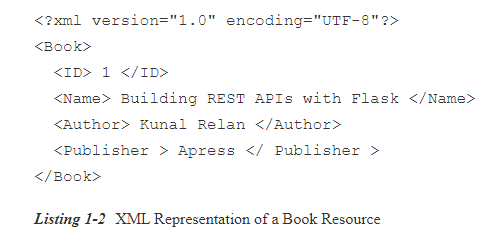 <?xml version="1.0" encoding="UTF-8"?>
<Book>
<ID> 1 </ID>
<Name> Building REST APIs with Flask </Name>
<Author> Kunal Relan </Author>
<Publisher > Apress </ Publisher >
</Book>
Listing 1-2 XML Representation of a Book Resource